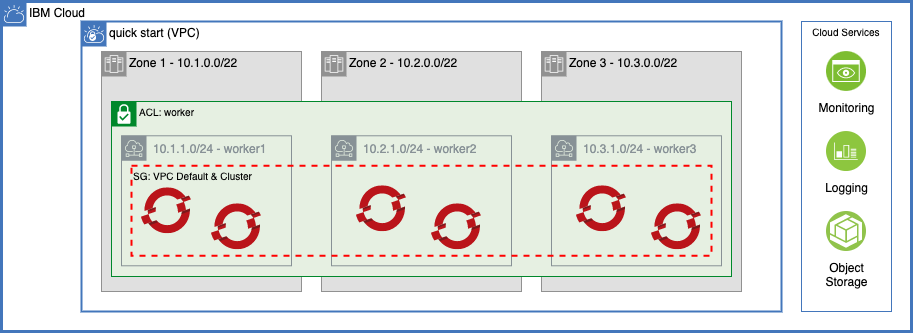 IBM Cloud
quick start (VPC)
Zone 1 - 10.1.0.0/22
Zone 2 - 10.2.0.0/22
Zone 3 - 10.3.0.0/22
ACL: worker
10.1.1.0/24 - worker1
10.2.1.0/24 - worker2
10.3.1.0/24 - worker3
SG: VPC Default & Cluster
Cloud Services
Monitoring
Logging
Object
Storage